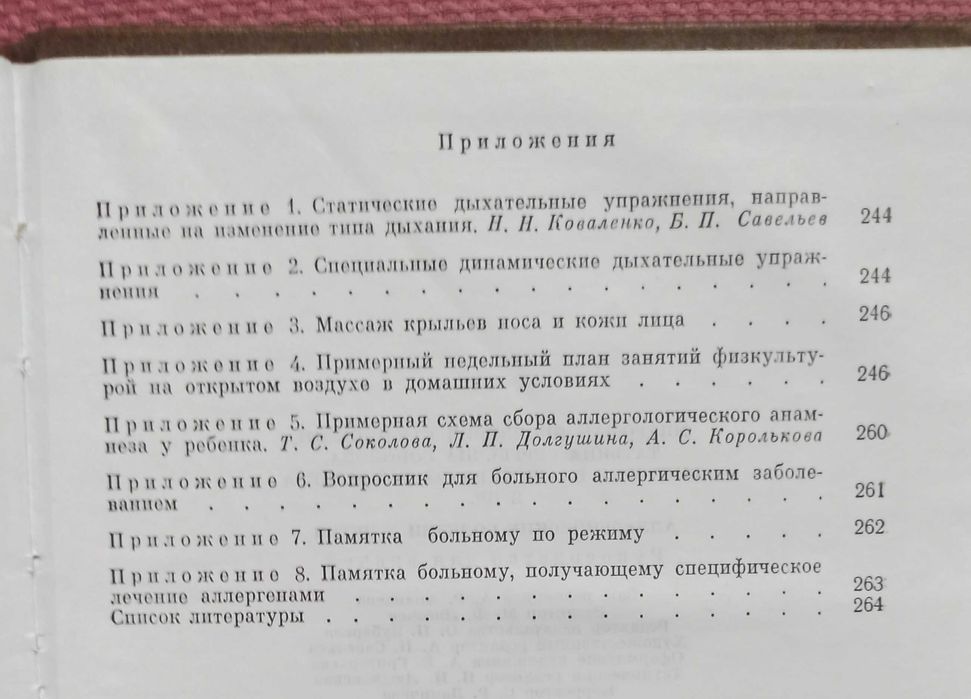 Приложения
Приложение 1. Статические дыхательные упражнения, направ-
ленные на изменение типа дыхания. Н. Н. Коваленко, Б. П. Савельев 244
Приложение 2. Специальные динамические дыхательные упраж-
нения . . . . . . . . . . . . . . . . . 244
Приложение 3. Массаж крыльев носа и кожи лица . . . . 246
Приложение 4. Примерный недельный план занятий физкульту-
рой на открытом воздухе в домашних условиях . . . . . . 246
Приложение 5. Примерная схема сбора аллергологического анам-
неза у ребенка. Т. С. Соколова, Л. П. Долгушина, А. С. Королькова 260
Приложение 6. Вопросник для больного аллергическим заболе-
ванием . . . . . . . . . . . . . . . . . 261
Приложение 7. Памятка больному по режиму . . . . . 262
Приложение 8. Памятка больному, получающему специфическое
лечение аллергенами . . . . . . . . . . . . 263
Список литературы . . . . . . . . . . . . . 264